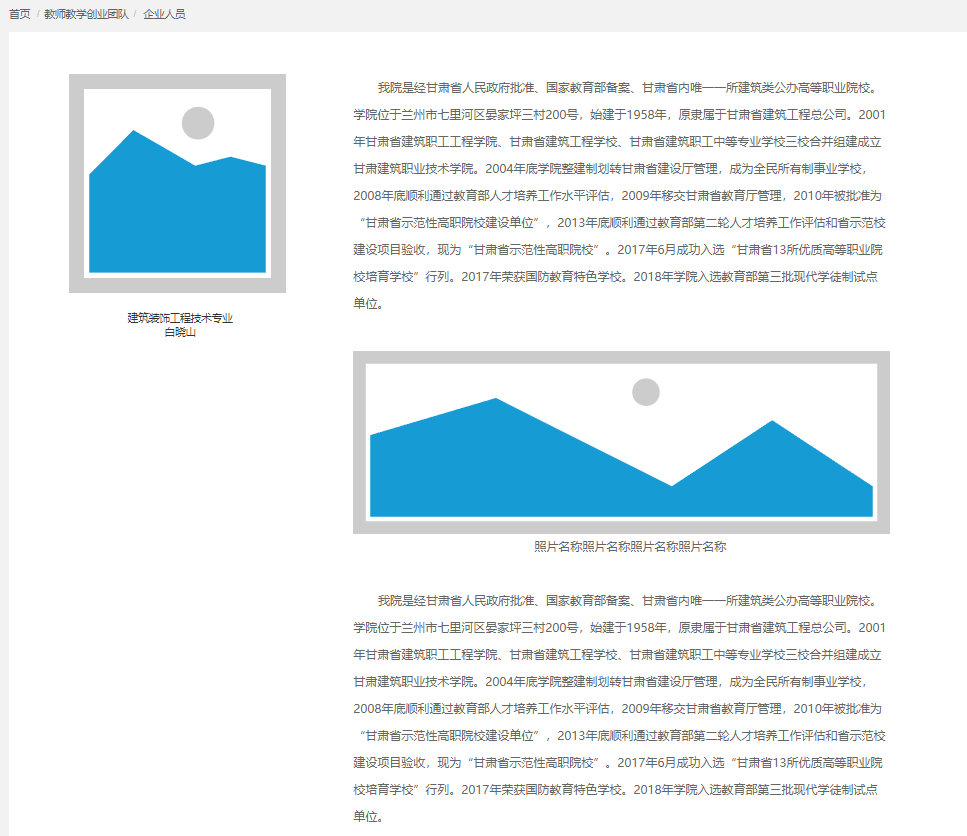 首页 / 教师教学创业团队 / 企业人员
建筑装饰工程技术专业
白晓山
我院是经甘肃省人民政府批准、国家教育部备案、甘肃省内唯一一所建筑类公办高等职业院校。
学院位于兰州市七里河区晏家坪三村200号，始建于1958年，原隶属于甘肃省建筑工程总公司。2001
年甘肃省建筑职工工程学院、甘肃省建筑工程学校、甘肃省建筑职工中等专业学校三校合并组建成立
甘肃建筑职业技术学院。2004年底学院整建制划转甘肃省建设厅管理，成为全民所有制事业学校，
2008年底顺利通过教育部人才培养工作水平评估，2009年移交甘肃省教育厅管理，2010年被批准为
“甘肃省示范性高职院校建设单位”，2013年底顺利通过教育部第二轮人才培养工作评估和省示范校
建设项目验收，现为“甘肃省示范性高职院校”。2017年6月成功入选“甘肃省13所优质高等职业院
校培育学校”行列。2017年荣获国防教育特色学校。2018年学院入选教育部第三批现代学徒制试点
单位。
照片名称照片名称照片名称照片名称
我院是经甘肃省人民政府批准、国家教育部备案、甘肃省内唯一一所建筑类公办高等职业院校。
学院位于兰州市七里河区晏家坪三村200号，始建于1958年，原隶属于甘肃省建筑工程总公司。2001
年甘肃省建筑职工工程学院、甘肃省建筑工程学校、甘肃省建筑职工中等专业学校三校合并组建成立
甘肃建筑职业技术学院。2004年底学院整建制划转甘肃省建设厅管理，成为全民所有制事业学校，
2008年底顺利通过教育部人才培养工作水平评估，2009年移交甘肃省教育厅管理，2010年被批准为
“甘肃省示范性高职院校建设单位”，2013年底顺利通过教育部第二轮人才培养工作评估和省示范校
建设项目验收，现为“甘肃省示范性高职院校”。2017年6月成功入选“甘肃省13所优质高等职业院
校培育学校”行列。2017年荣获国防教育特色学校。2018年学院入选教育部第三批现代学徒制试点
单位。